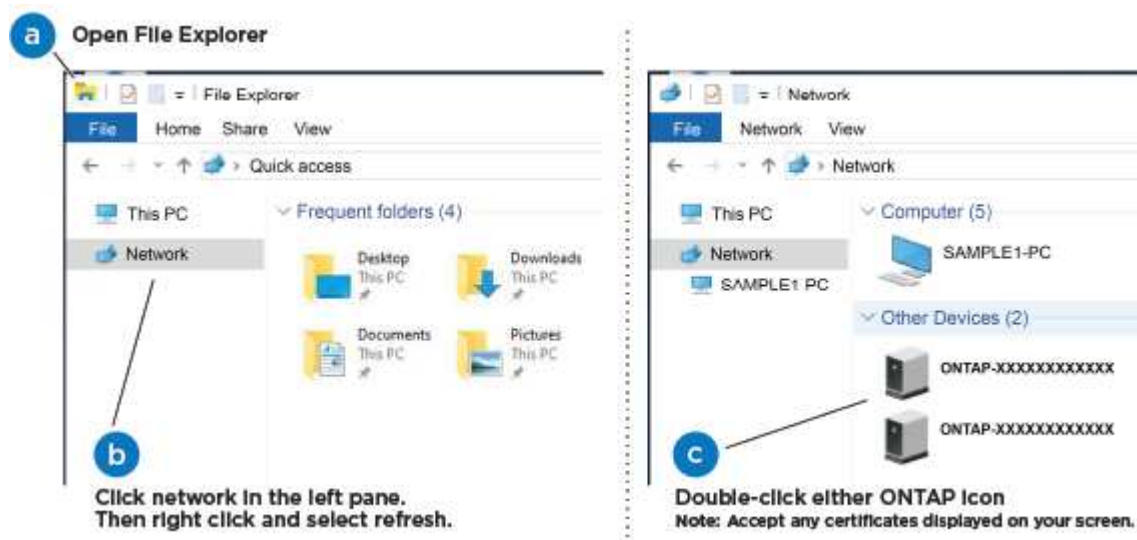 a Open File Explorer
File Explorer
File Home Share View
Quick access
This PC
Network
Frequent folders (4)
Desktop
This PC
Downloads
This PC
Documents
This PC
Pictures
This PC
b
Click network in the left pane.
Then right click and select refresh.
Network
File Network View
Network
This PC
Network
SAMPLE1 PC
Computer (5)
SAMPLE1-PC
Other Devices (2)
ONTAP-XXXXXXXXXXXX
ONTAP-XXXXXXXXXXXX
c
Double-click either ONTAP icon
Note: Accept any certificates displayed on your screen.